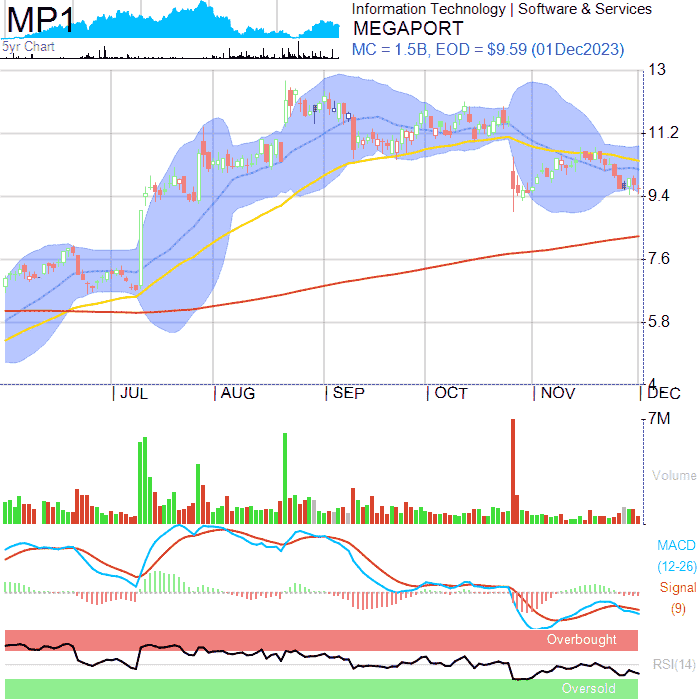 MP1
5yr Chart
Information Technology | Software & Services
MEGAPORT
MC = 1.5B, EOD = $9.59 (01Dec2023)
13
11.2
9.4
7.6
5.8
4
JUL
AUG
SEP
OCT
NOV
DEC
7M
Volume
MACD
(12-26)
Signal
(9)
Overbought
RSI(14)
Oversold